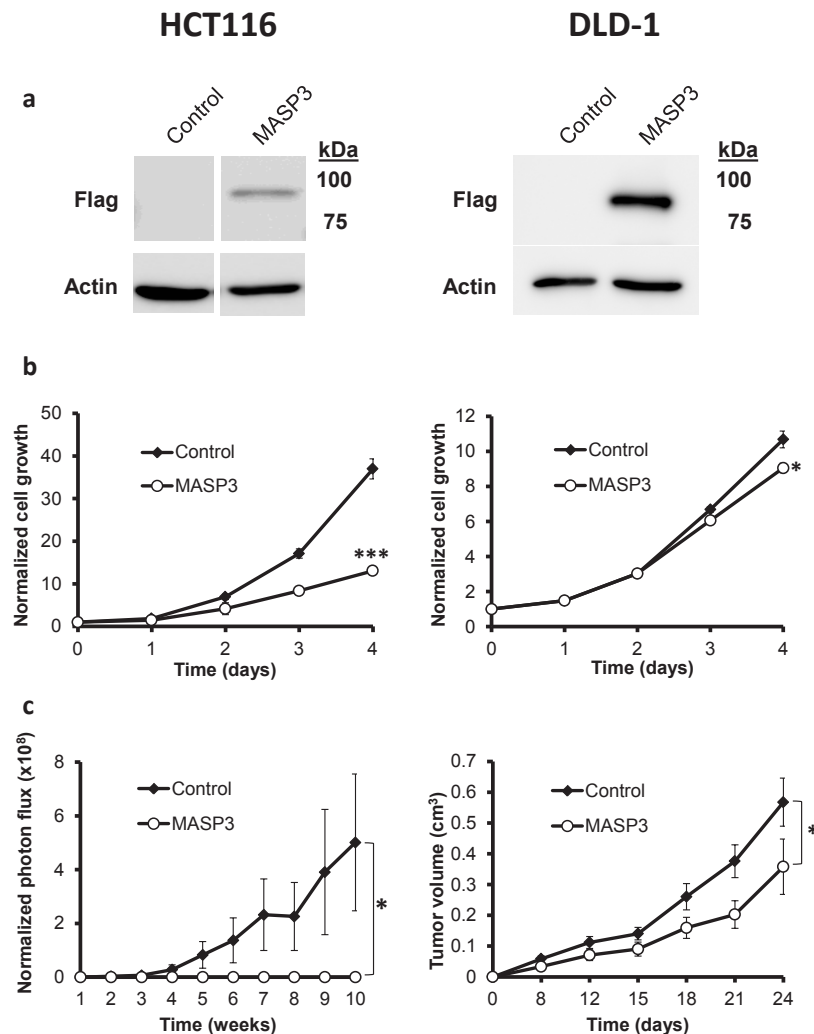 HCT116 DLD-1
a
Control MASP3 kDa
Flag 100
75
Actin
Control MASP3 kDa
Flag 100
75
Actin
b
Normalized cell growth
50
40
30
20
10
0
Control
MASP3
***
0 1 2 3 4
Time (days)
Normalized cell growth
12
10
8
6
4
2
0
Control
MASP3
*
0 1 2 3 4
Time (days)
c
Normalized photon flux (x10⁸)
8
6
4
2
0
Control
MASP3
*
1 2 3 4 5 6 7 8 9 10
Time (weeks)
Tumor volume (cm³)
0.7
0.6
0.5
0.4
0.3
0.2
0.1
0
Control
MASP3
*
0 8 12 15 18 21 24
Time (days)